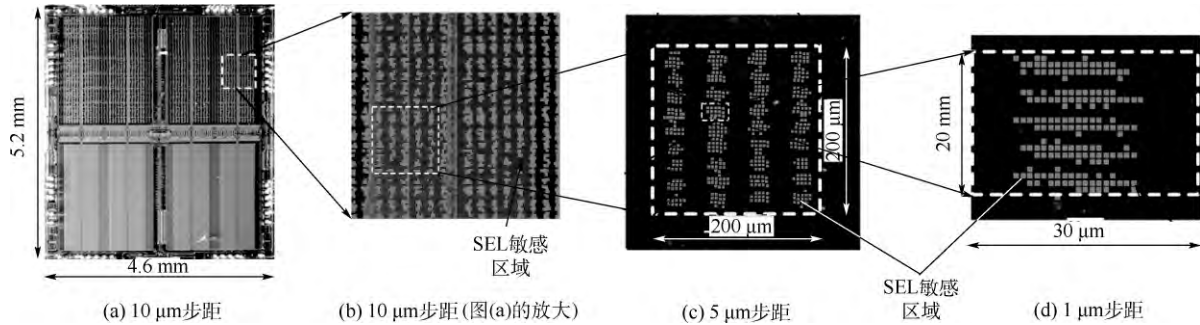 5.2 mm
4.6 mm
(a) 10 μm步距
SEL敏感
区域
(b) 10 μm步距(图(a)的放大)
200 μm
200 μm
(c) 5 μm步距
SEL敏感
区域
20 mm
30 μm
(d) 1 μm步距